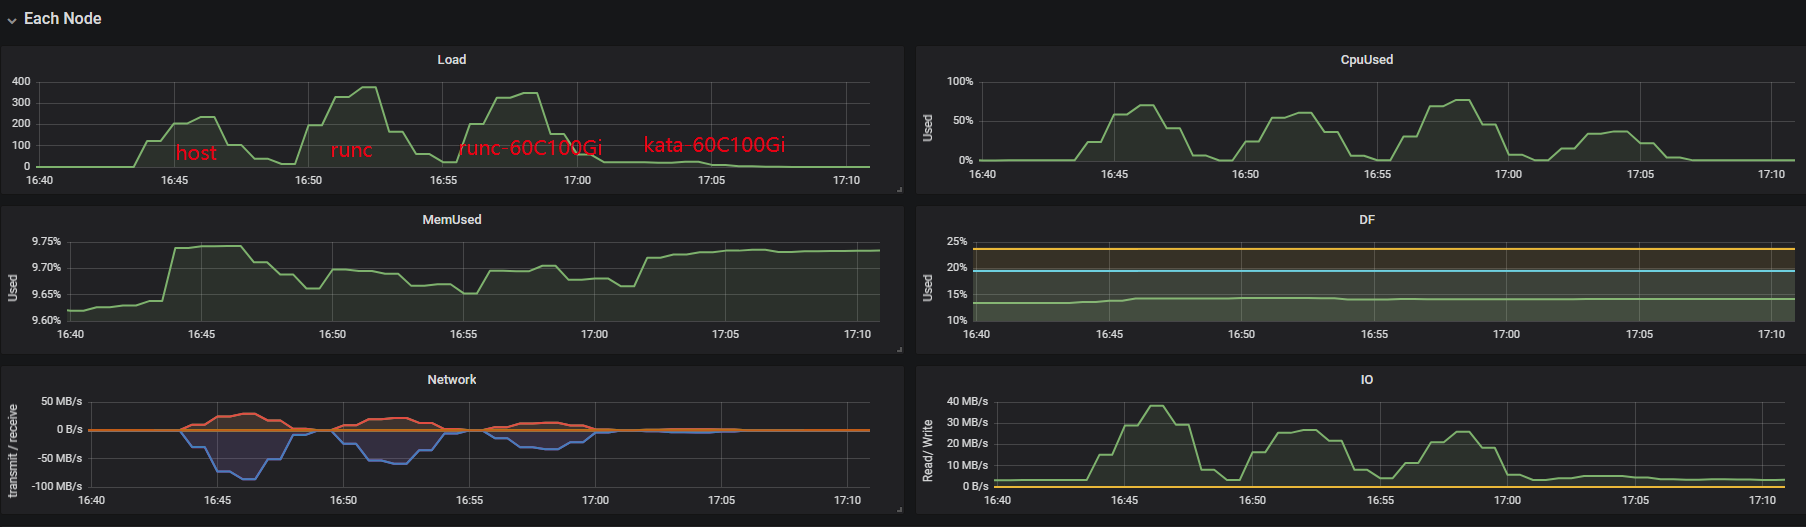 Each Node
Load
400
300
200
100
0
host
runc
runc-60C100Gi
kata-60C100Gi
16:40
16:45
16:50
16:55
17:00
17:05
17:10
CpuUsed
Used
100%
50%
0%
16:40
16:45
16:50
16:55
17:00
17:05
17:10
MemUsed
Used
9.75%
9.70%
9.65%
9.60%
16:40
16:45
16:50
16:55
17:00
17:05
17:10
DF
Used
25%
20%
15%
10%
16:40
16:45
16:50
16:55
17:00
17:05
17:10
Network
transmit / receive
50 MB/s
0 B/s
-50 MB/s
-100 MB/s
16:40
16:45
16:50
16:55
17:00
17:05
17:10
IO
Read/ Write
40 MB/s
30 MB/s
20 MB/s
10 MB/s
0 B/s
16:40
16:45
16:50
16:55
17:00
17:05
17:10